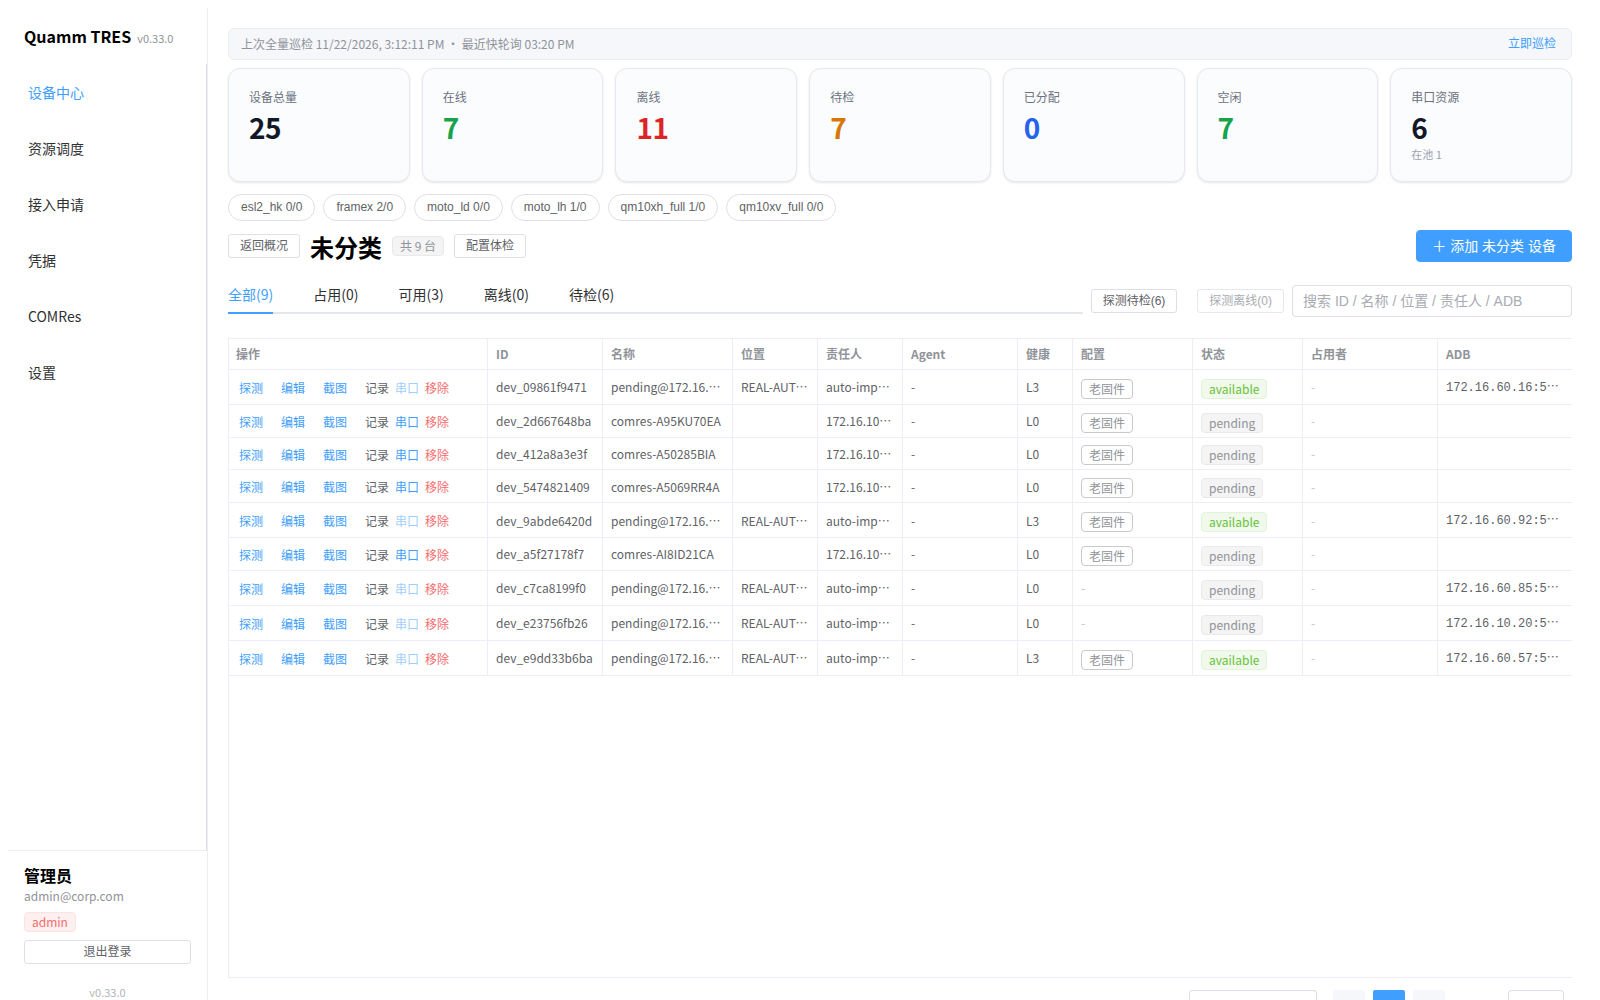 Quamm TRES v0.33.0
设备中心
资源调度
接入申请
凭据
COMRes
设置
管理员
admin@corp.com
admin
退出登录
v0.33.0
上次全量巡检 11/22/2026, 3:12:11 PM · 最近快轮询 03:20 PM
立即巡检
设备总量
25
在线
7
离线
11
待检
7
已分配
0
空闲
7
串口资源
6
在池 1
esl2_hk 0/0 framex 2/0 moto_ld 0/0 moto_lh 1/0 qm10xh_full 1/0 qm10xv_full 0/0
返回概况 未分类 共 9 台 配置体检
＋ 添加 未分类 设备
全部(9) 占用(0) 可用(3) 离线(0) 待检(6)
探测待检(6) 探测离线(0) 搜索 ID / 名称 / 位置 / 责任人 / ADB
操作 ID 名称 位置 责任人 Agent 健康 配置 状态 占用者 ADB
探测 编辑 截图 记录 串口 移除 dev_09861f9471 pending@172.16.… REAL-AUT… auto-imp… - L3 老固件 available - 172.16.60.16:5…
探测 编辑 截图 记录 串口 移除 dev_2d667648ba comres-A95KU70EA 172.16.10… - L0 老固件 pending -
探测 编辑 截图 记录 串口 移除 dev_412a8a3e3f comres-A50285BIA 172.16.10… - L0 老固件 pending -
探测 编辑 截图 记录 串口 移除 dev_5474821409 comres-A5069RR4A 172.16.10… - L0 老固件 pending -
探测 编辑 截图 记录 串口 移除 dev_9abde6420d pending@172.16.… REAL-AUT… auto-imp… - L3 老固件 available - 172.16.60.92:5…
探测 编辑 截图 记录 串口 移除 dev_a5f27178f7 comres-AI8ID21CA 172.16.10… - L0 老固件 pending -
探测 编辑 截图 记录 串口 移除 dev_c7ca8199f0 pending@172.16.… REAL-AUT… auto-imp… - L0 - pending - 172.16.60.85:5…
探测 编辑 截图 记录 串口 移除 dev_e23756fb26 pending@172.16.… REAL-AUT… auto-imp… - L0 - pending - 172.16.10.20:5…
探测 编辑 截图 记录 串口 移除 dev_e9dd33b6ba pending@172.16.… REAL-AUT… auto-imp… - L3 老固件 available - 172.16.60.57:5…